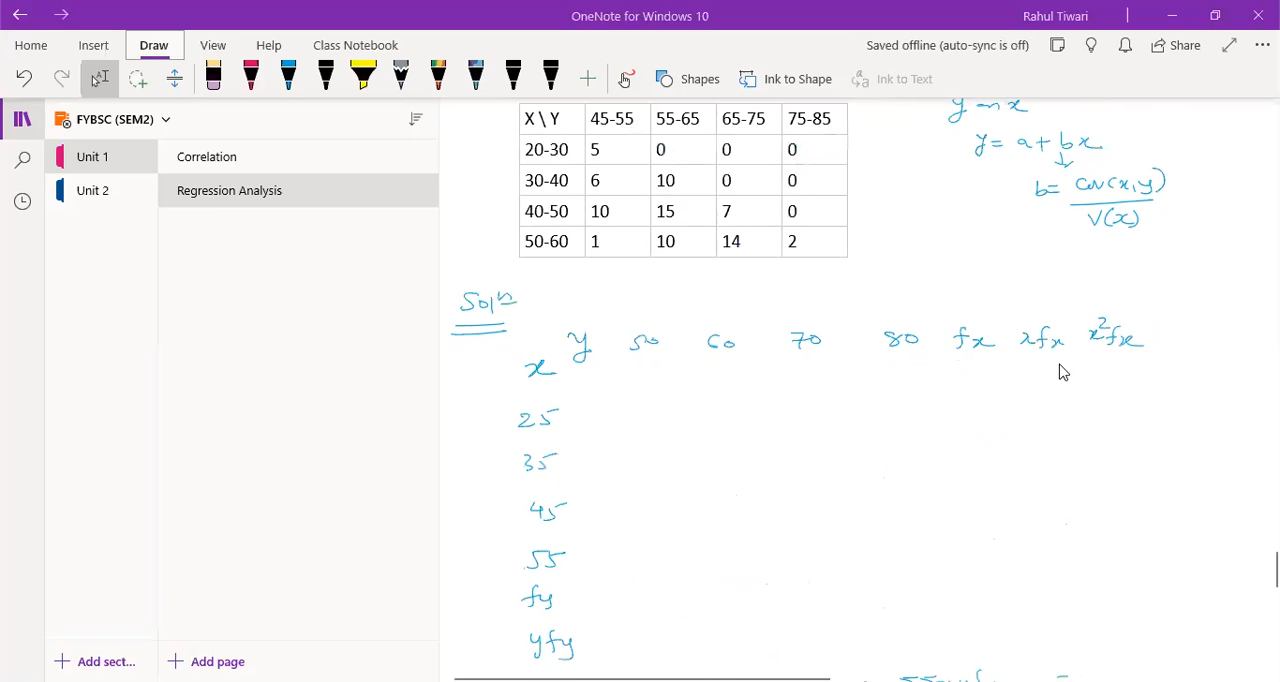 OneNote for Windows 10
Rahul Tiwari
Home Insert Draw View Help Class Notebook
Saved offline (auto-sync is off) Share
Shapes Ink to Shape Ink to Text
FYBSC (SEM2)
Unit 1
Unit 2
Correlation
Regression Analysis
Add sect...
Add page
X \ Y 45-55 55-65 65-75 75-85
20-30 5 0 0 0
30-40 6 10 0 0
40-50 10 15 7 0
50-60 1 10 14 2
y on x
y = a + bx
b = cov(x,y)
V(x)
Solⁿ
y 50 60 70 80 fx xfx x²fx
x
25
35
45
55
fy
yfy